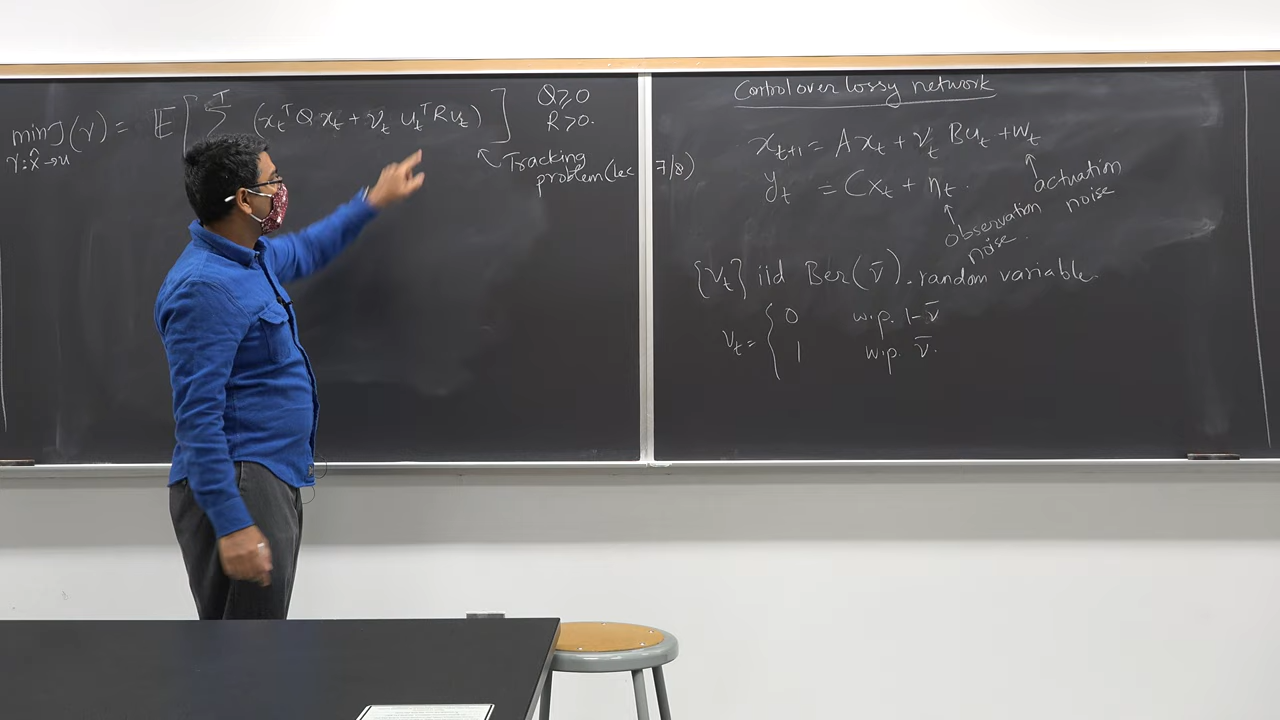 min J(γ) = E[ Σ^T (x_t^T Q x_t + ν_t u_t^T R u_t) ]
γ: x̂ → u
Q ≥ 0
R > 0.
Tracking
problem (lec 7/8)
Control over lossy network
x_{t+1} = A x_t + ν_t B u_t + w_t
y_t = C x_t + η_t.
actuation
noise
observation
noise.
{ν_t} iid Ber(ν̄). random variable.
ν_t = { 0 w.p. 1-ν̄
1 w.p. ν̄.